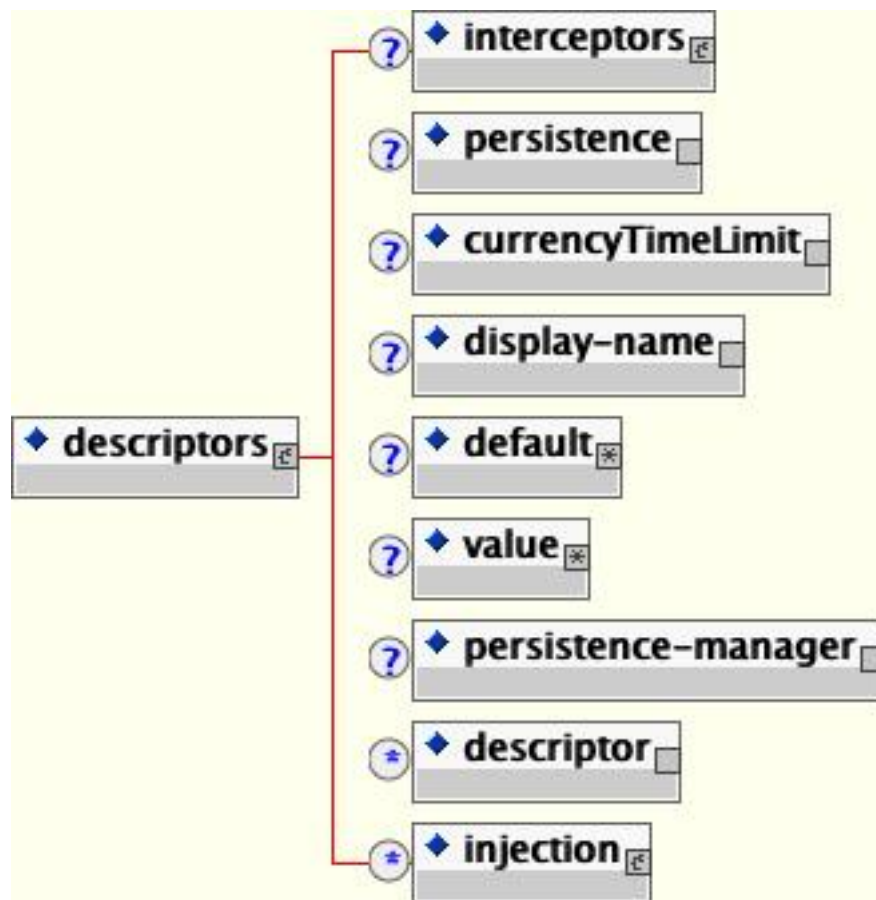 ? interceptors
? persistence
? currencyTimeLimit
? display-name
descriptors ? default *
? value *
? persistence-manager
* descriptor
* injection